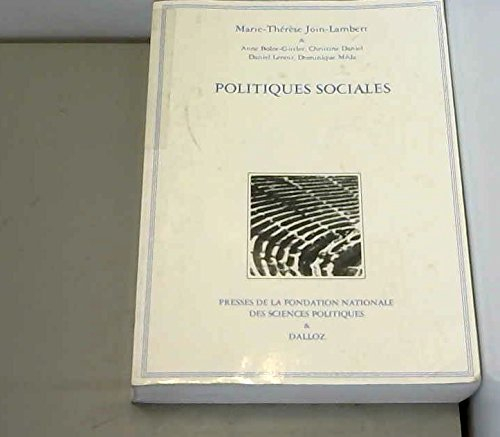 Marie-Thérèse Join-Lambert
&
Anne Bolot-Gittler, Christine Daniel
Daniel Lenoir, Dominique Méda
POLITIQUES SOCIALES
PRESSES DE LA FONDATION NATIONALE
DES SCIENCES POLITIQUES
&
DALLOZ